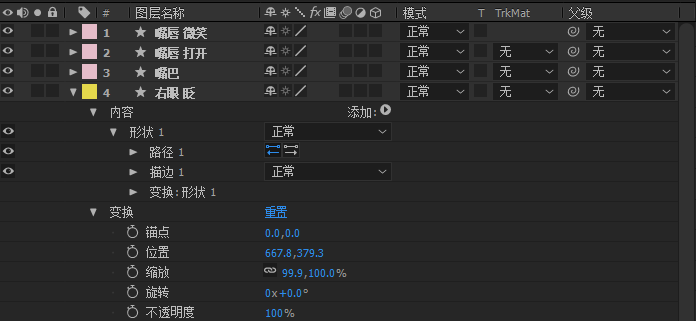 # 图层名称 模式 T TrkMat 父级
1 嘴唇 微笑 正常 无
2 嘴唇 打开 正常 无 无
3 嘴巴 正常 无 无
4 右眼 眨 正常 无 无
内容 添加:
形状 1 正常
路径 1
描边 1 正常
变换:形状 1
变换 重置
锚点 0.0,0.0
位置 667.8,379.3
缩放 99.9,100.0%
旋转 0x+0.0°
不透明度 100%